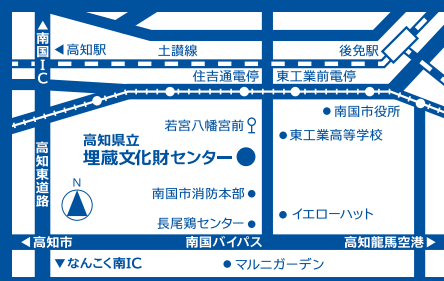 ▲南国IC
◀高知駅
土讃線
後免駅
住吉通電停
東工業前電停
南国市役所
若宮八幡宮前
東工業高等学校
高知県立
埋蔵文化財センター
高知東道路
N
南国市消防本部
長尾鶏センター
イエローハット
◀高知市
南国バイパス
高知龍馬空港▶
▼なんこく南IC
マルニガーデン